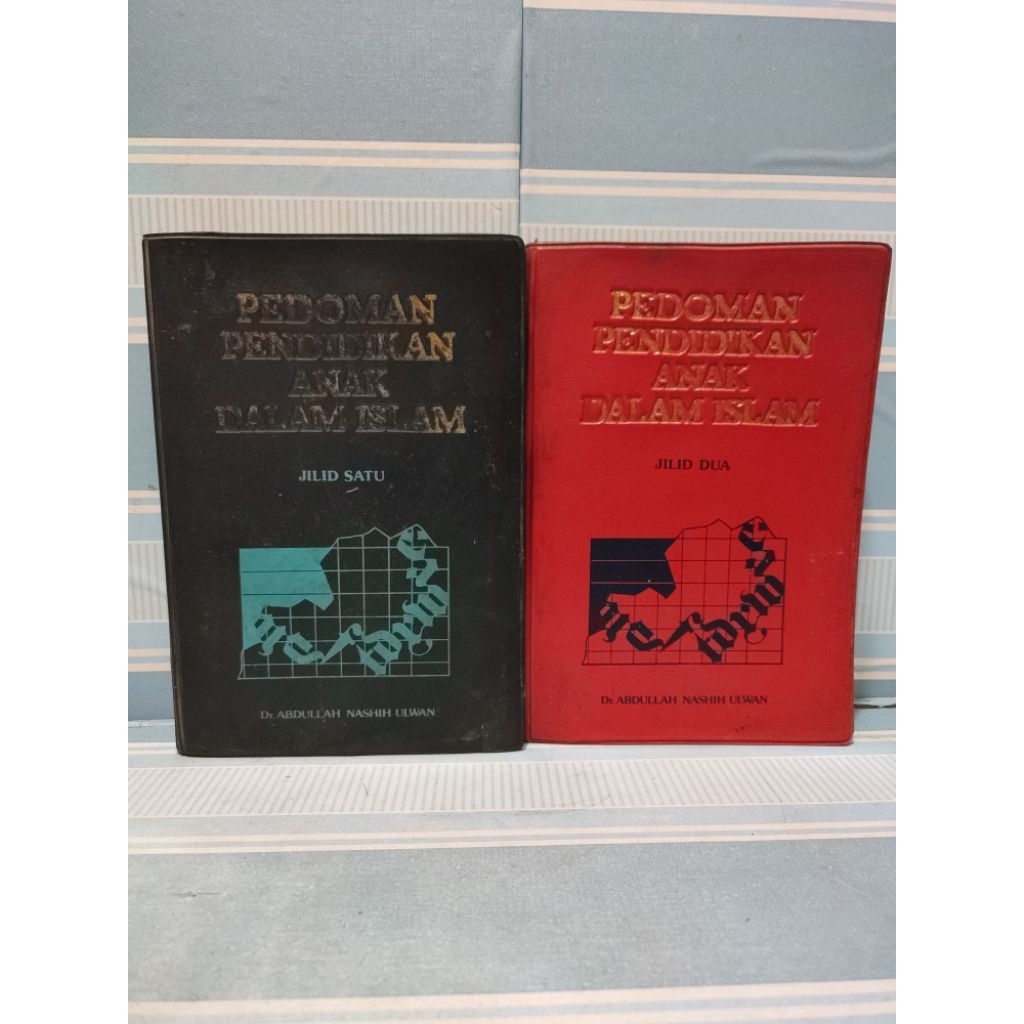 PEDOMAN
PENDIDIKAN
ANAK
DALAM ISLAM
JILID SATU
Dr. ABDULLAH NASHIH ULWAN
PEDOMAN
PENDIDIKAN
ANAK
DALAM ISLAM
JILID DUA
Dr. ABDULLAH NASHIH ULWAN